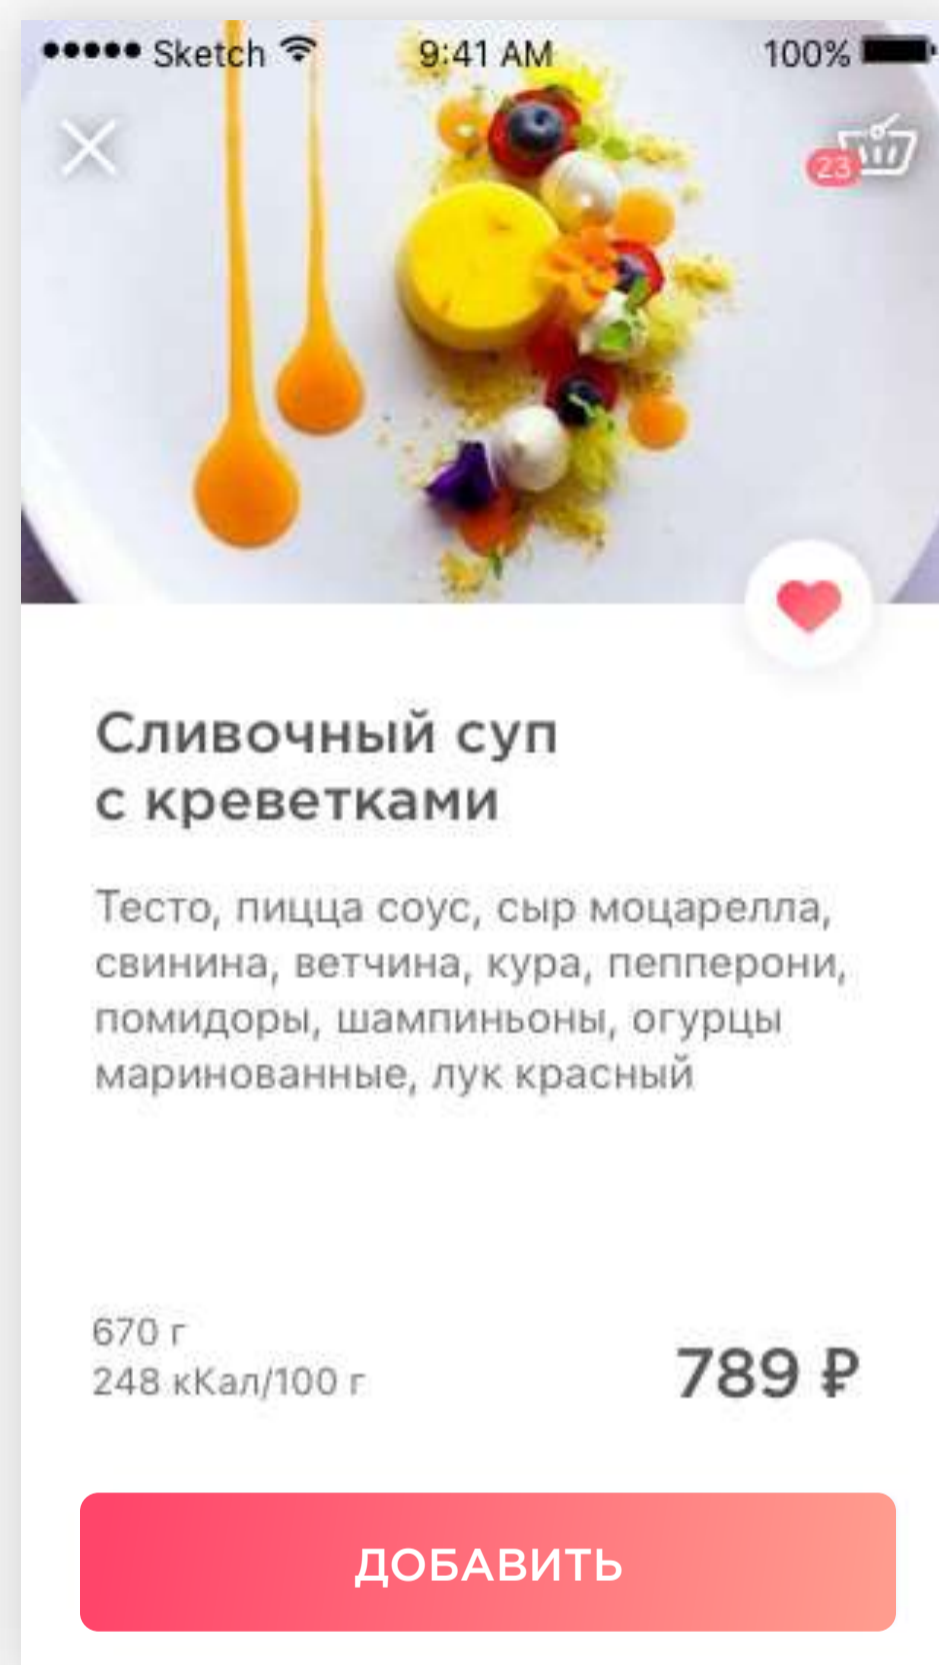 Sketch 9:41 AM 100%
23
Сливочный суп
с креветками
Тесто, пицца соус, сыр моцарелла,
свинина, ветчина, кура, пепперони,
помидоры, шампиньоны, огурцы
маринованные, лук красный
670 г
248 кКал/100 г
789 ₽
ДОБАВИТЬ